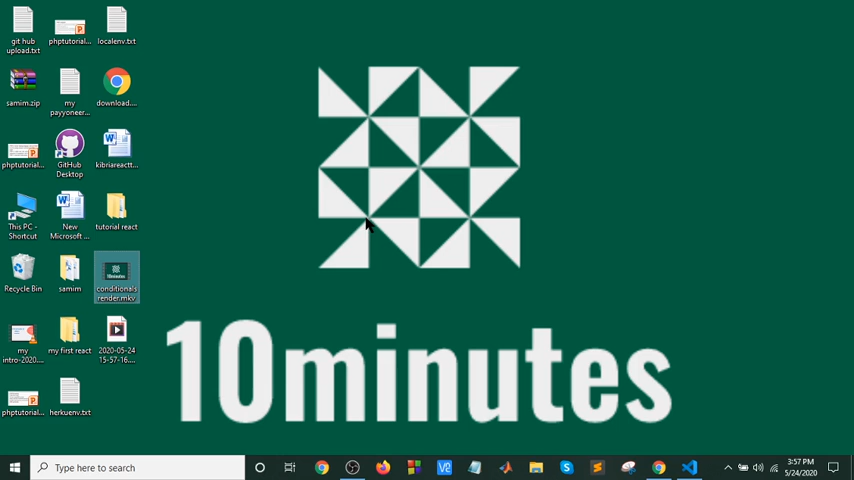 git hub
upload.txt
phptutorial...
localenv.txt
samim.zip
my
payyoneer...
download....
phptutorial...
GitHub
Desktop
kibriareactt...
This PC -
Shortcut
New
Microsoft ...
tutorial react
Recycle Bin
samim
conditionals
render.mkv
my
intro-2020...
my first react
2020-05-24
15-57-16....
phptutorial...
herkuenv.txt
10minutes
Type here to search
3:57 PM
5/24/2020